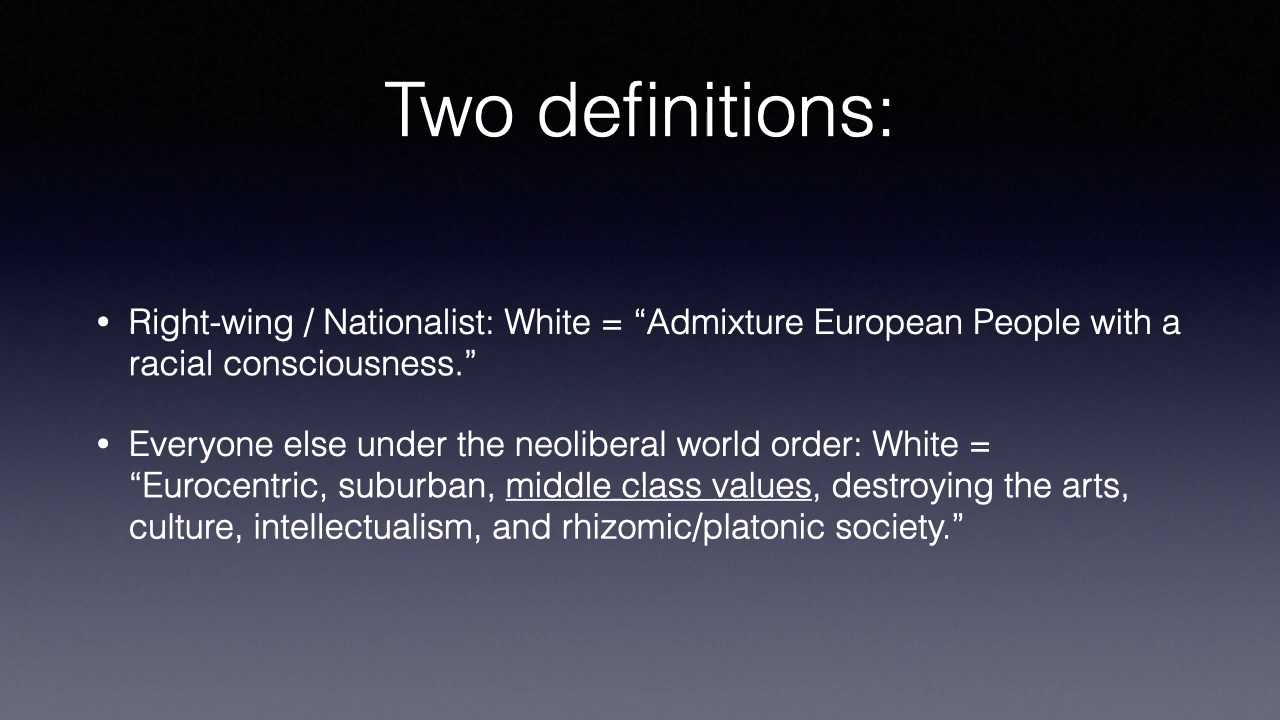 Two definitions:
• Right-wing / Nationalist: White = “Admixture European People with a
racial consciousness.”
• Everyone else under the neoliberal world order: White =
“Eurocentric, suburban, middle class values, destroying the arts,
culture, intellectualism, and rhizomic/platonic society.”